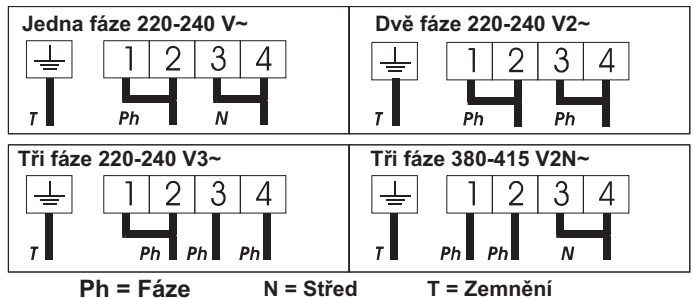 Jedna fáze 220-240 V~
1 2 3 4
T Ph N
Dvě fáze 220-240 V2~
1 2 3 4
T Ph Ph
Tři fáze 220-240 V3~
1 2 3 4
T Ph Ph Ph
Tři fáze 380-415 V2N~
1 2 3 4
T Ph Ph N
Ph = Fáze N = Střed T = Zemnění